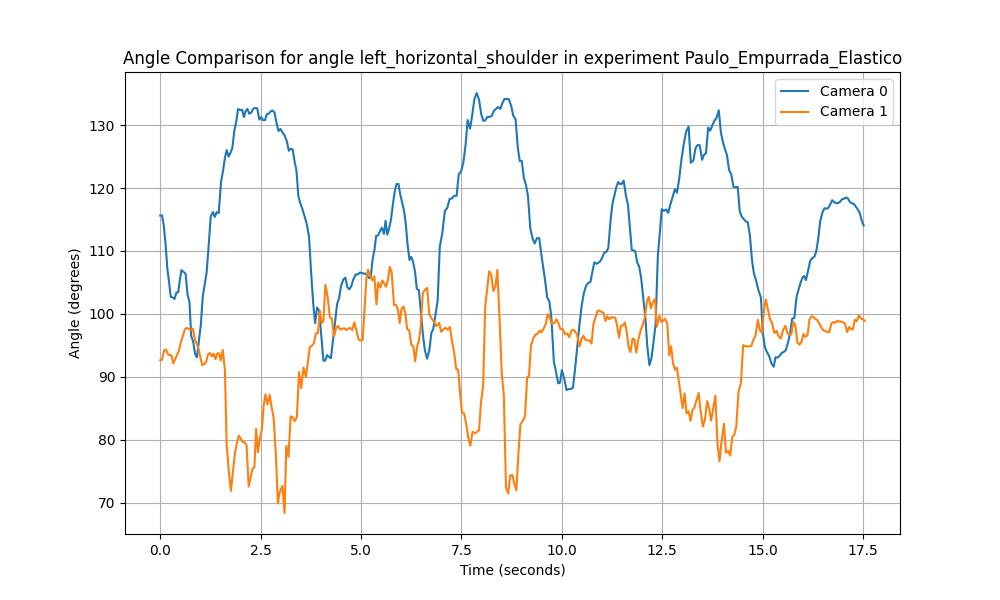 Angle Comparison for angle left_horizontal_shoulder in experiment Paulo_Empurrada_Elastico
Camera 0
Camera 1
Angle (degrees)
130
120
110
100
90
80
70
0.0 2.5 5.0 7.5 10.0 12.5 15.0 17.5
Time (seconds)